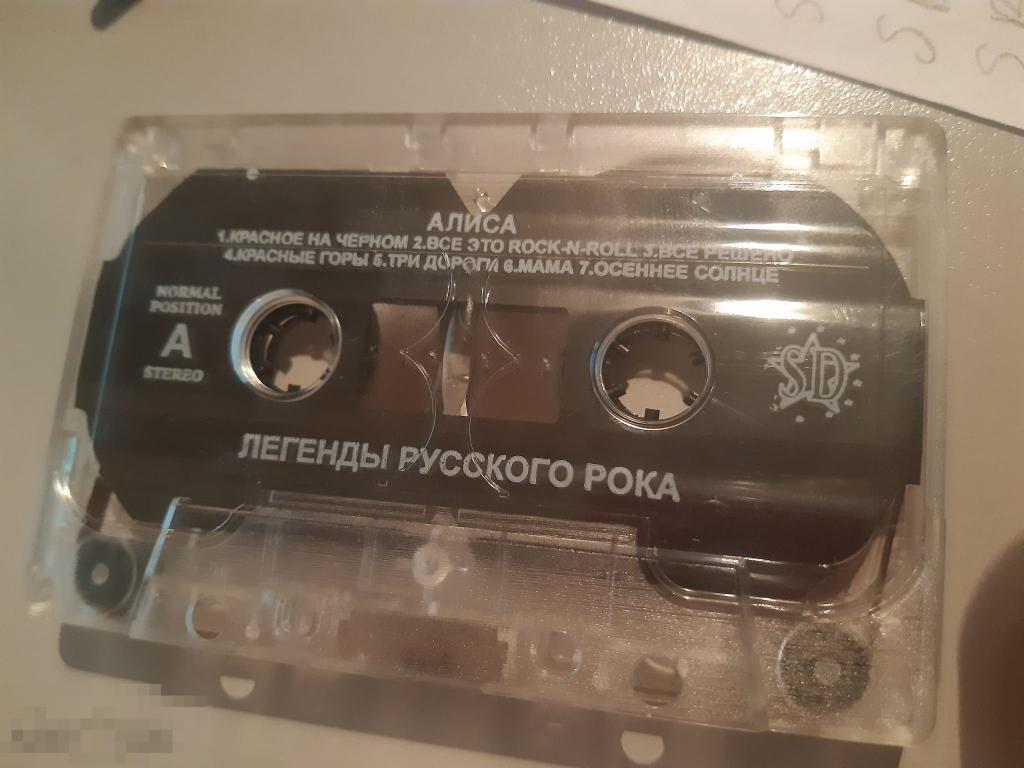 АЛИСА
1.КРАСНОЕ НА ЧЕРНОМ 2.ВСЕ ЭТО ROCK-N-ROLL 3.ВСЕ РЕШЕНО
4.КРАСНЫЕ ГОРЫ 5.ТРИ ДОРОГИ 6.МАМА 7.ОСЕННЕЕ СОЛНЦЕ
NORMAL
POSITION
A
STEREO
SD
ЛЕГЕНДЫ РУССКОГО РОКА